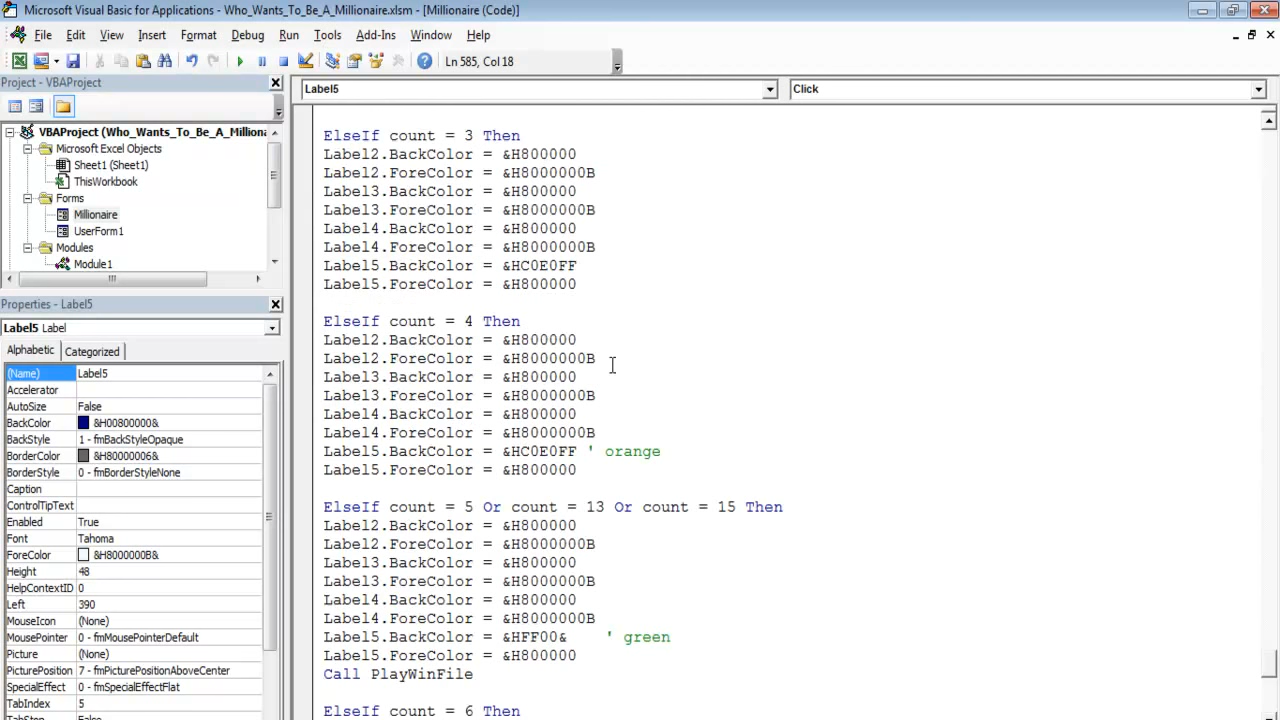 Microsoft Visual Basic for Applications - Who_Wants_To_Be_A_Millionaire.xlsm - [Millionaire (Code)]
File Edit View Insert Format Debug Run Tools Add-Ins Window Help
Ln 585, Col 18
Project - VBAProject
Label5 Click
VBAProject (Who_Wants_To_Be_A_Milliona
Microsoft Excel Objects
Sheet1 (Sheet1)
ThisWorkbook
Forms
Millionaire
UserForm1
Modules
Module1
Properties - Label5
Label5 Label
Alphabetic Categorized
(Name) Label5
Accelerator
AutoSize False
BackColor &H00800000&
BackStyle 1 - fmBackStyleOpaque
BorderColor &H80000006&
BorderStyle 0 - fmBorderStyleNone
Caption
ControlTipText
Enabled True
Font Tahoma
ForeColor &H8000000B&
Height 48
HelpContextID 0
Left 390
MouseIcon (None)
MousePointer 0 - fmMousePointerDefault
Picture (None)
PicturePosition 7 - fmPicturePositionAboveCenter
SpecialEffect 0 - fmSpecialEffectFlat
TabIndex 5
TabStop False
ElseIf count = 3 Then
Label2.BackColor = &H800000
Label2.ForeColor = &H8000000B
Label3.BackColor = &H800000
Label3.ForeColor = &H8000000B
Label4.BackColor = &H800000
Label4.ForeColor = &H8000000B
Label5.BackColor = &HC0E0FF
Label5.ForeColor = &H800000
ElseIf count = 4 Then
Label2.BackColor = &H800000
Label2.ForeColor = &H8000000B
Label3.BackColor = &H800000
Label3.ForeColor = &H8000000B
Label4.BackColor = &H800000
Label4.ForeColor = &H8000000B
Label5.BackColor = &HC0E0FF ' orange
Label5.ForeColor = &H800000
ElseIf count = 5 Or count = 13 Or count = 15 Then
Label2.BackColor = &H800000
Label2.ForeColor = &H8000000B
Label3.BackColor = &H800000
Label3.ForeColor = &H8000000B
Label4.BackColor = &H800000
Label4.ForeColor = &H8000000B
Label5.BackColor = &HFF00& ' green
Label5.ForeColor = &H800000
Call PlayWinFile
ElseIf count = 6 Then